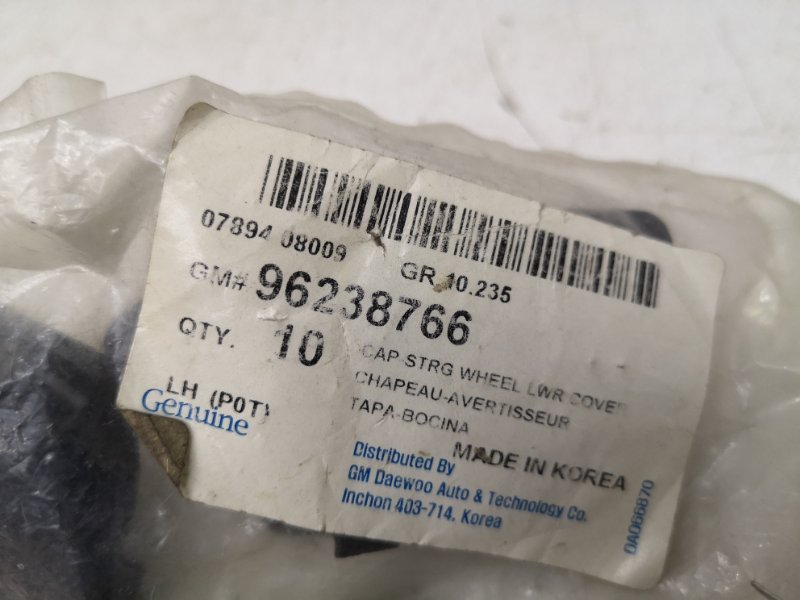 07894 08009 GR 10.235
GM# 96238766
QTY. 10
CAP-STRG WHEEL LWR COVER
CHAPEAU-AVERTISSEUR
TAPA-BOCINA
LH (P0T)
Genuine
MADE IN KOREA
Distributed By
GM Daewoo Auto & Technology Co.
Inchon 403-714, Korea
0A066870